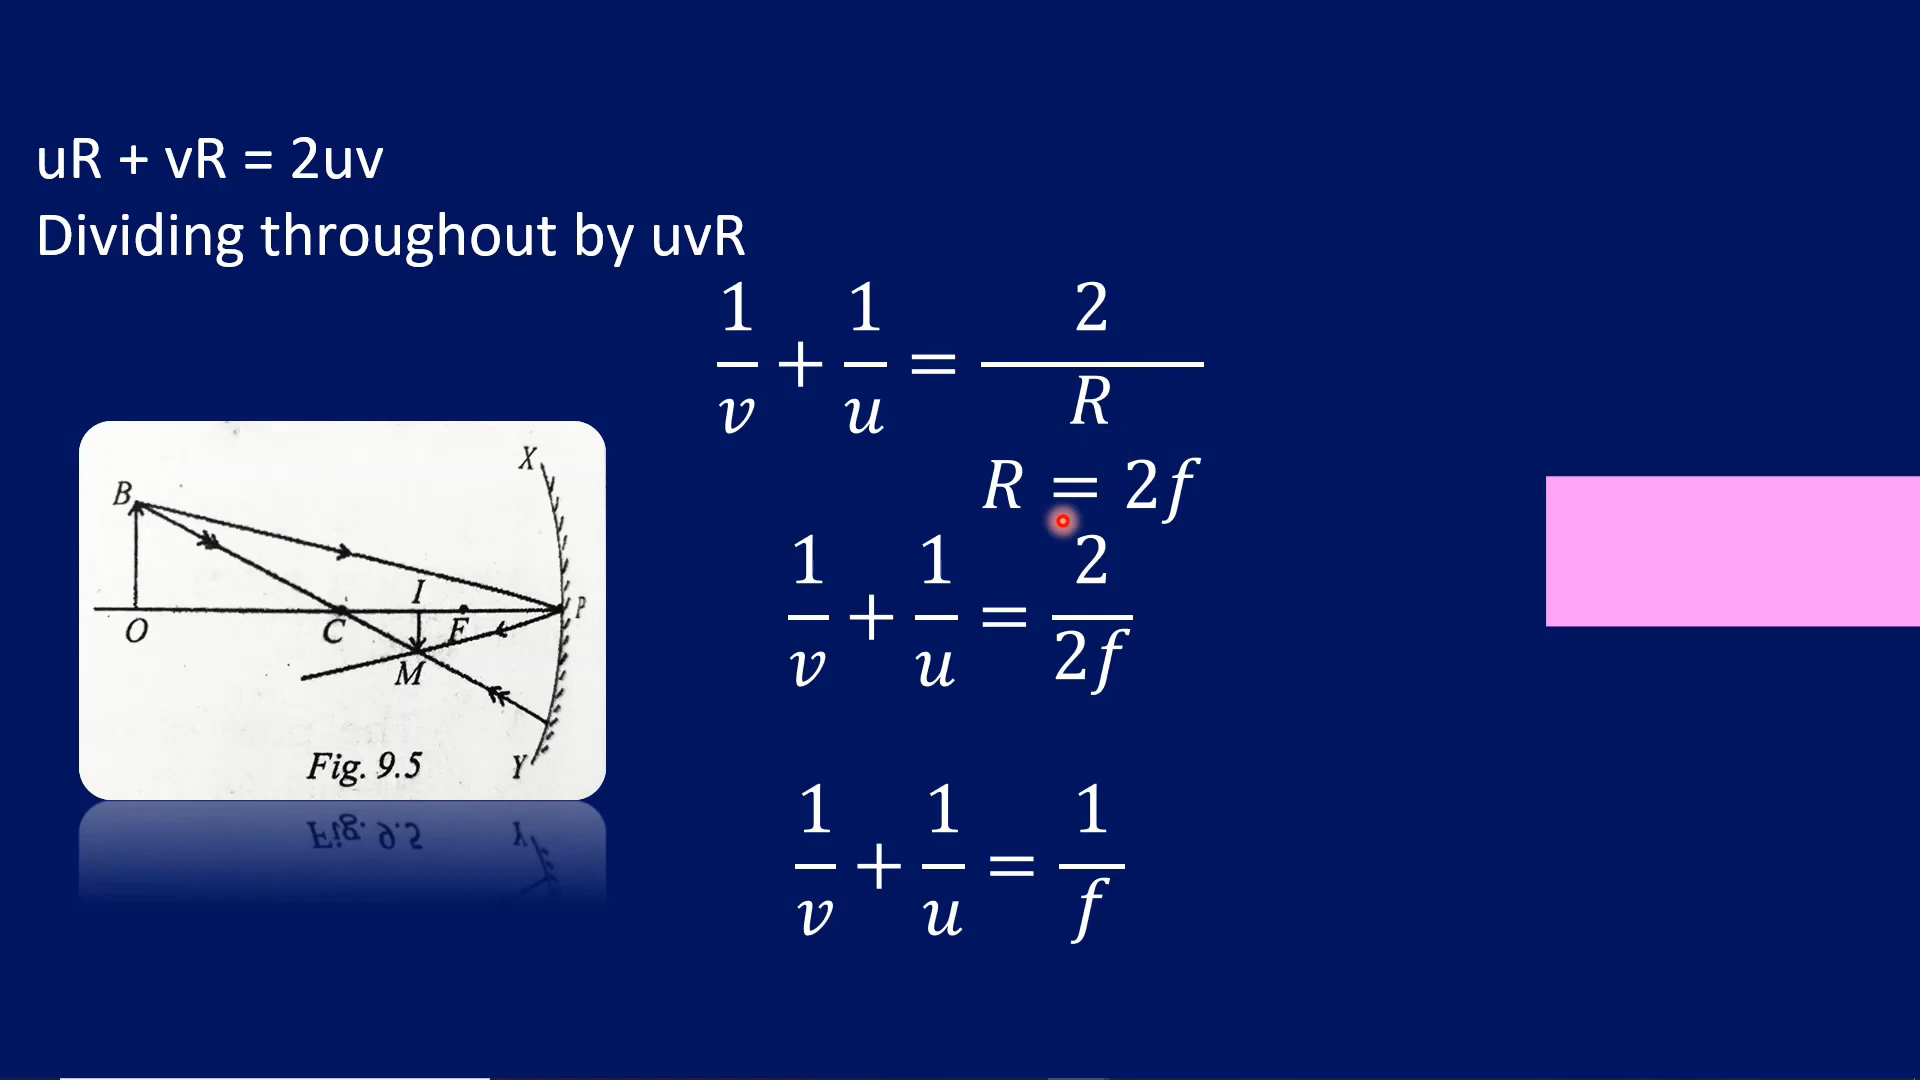 uR + vR = 2uv
Dividing throughout by uvR
1/v + 1/u = 2/R
R = 2f
1/v + 1/u = 2/2f
1/v + 1/u = 1/f
X
B
I
P
O
C
F
M
Y
Fig. 9.5